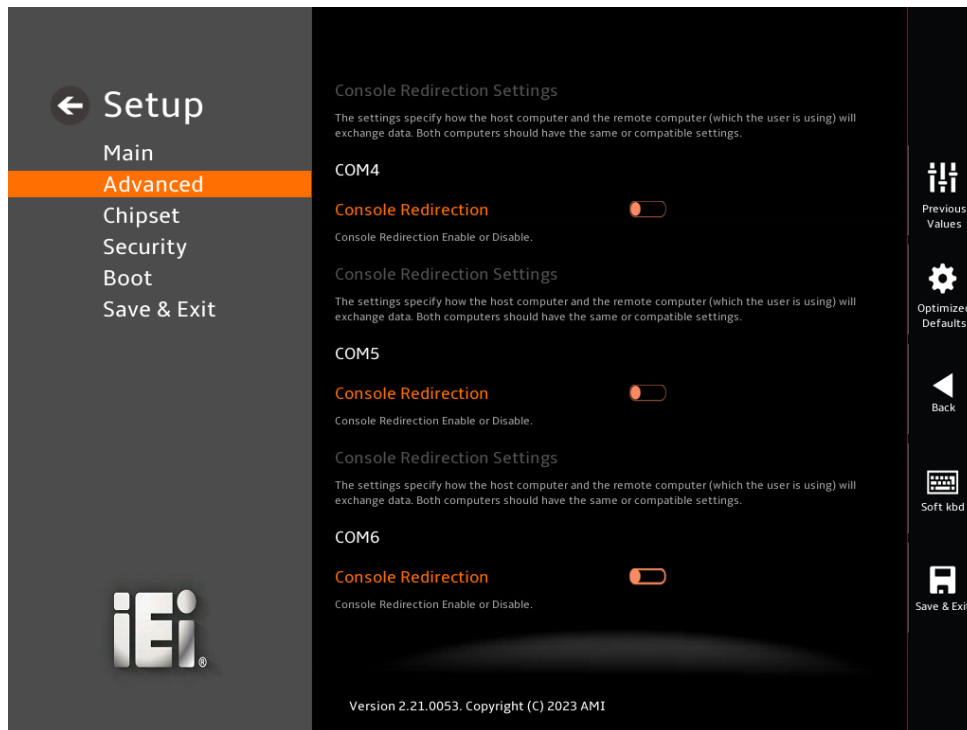 Setup
Main
Advanced
Chipset
Security
Boot
Save & Exit
iEi®
Console Redirection Settings
The settings specify how the host computer and the remote computer (which the user is using) will
exchange data. Both computers should have the same or compatible settings.
COM4
Console Redirection
Console Redirection Enable or Disable.
Console Redirection Settings
The settings specify how the host computer and the remote computer (which the user is using) will
exchange data. Both computers should have the same or compatible settings.
COM5
Console Redirection
Console Redirection Enable or Disable.
Console Redirection Settings
The settings specify how the host computer and the remote computer (which the user is using) will
exchange data. Both computers should have the same or compatible settings.
COM6
Console Redirection
Console Redirection Enable or Disable.
Version 2.21.0053. Copyright (C) 2023 AMI
Previous
Values
Optimized
Defaults
Back
Soft kbd
Save & Exit